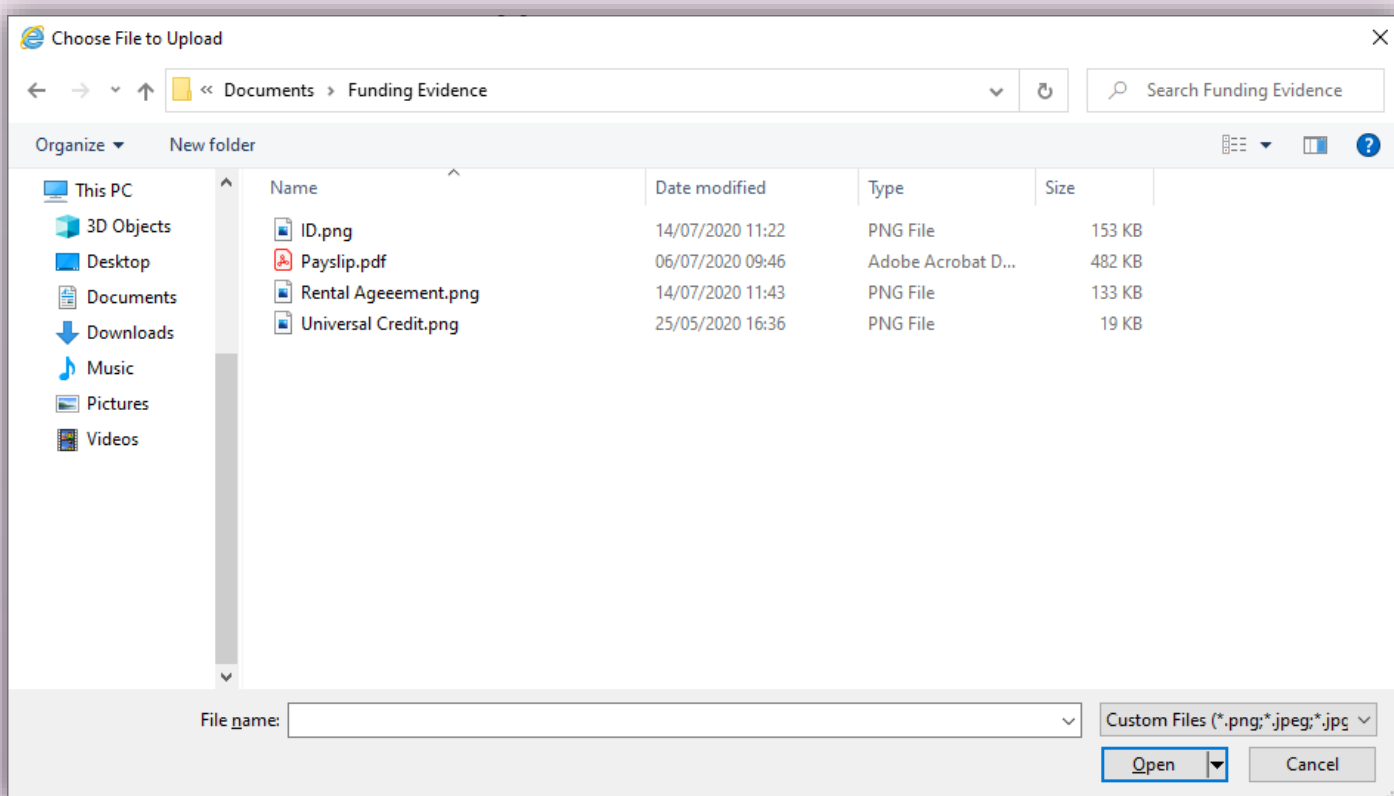 Choose File to Upload
« Documents › Funding Evidence
Search Funding Evidence
Organize
New folder
Name Date modified Type Size
This PC
3D Objects
Desktop
Documents
Downloads
Music
Pictures
Videos
ID.png 14/07/2020 11:22 PNG File 153 KB
Payslip.pdf 06/07/2020 09:46 Adobe Acrobat D... 482 KB
Rental Ageeement.png 14/07/2020 11:43 PNG File 133 KB
Universal Credit.png 25/05/2020 16:36 PNG File 19 KB
File name:
Custom Files (*.png;*.jpeg;*.jpg
Open
Cancel